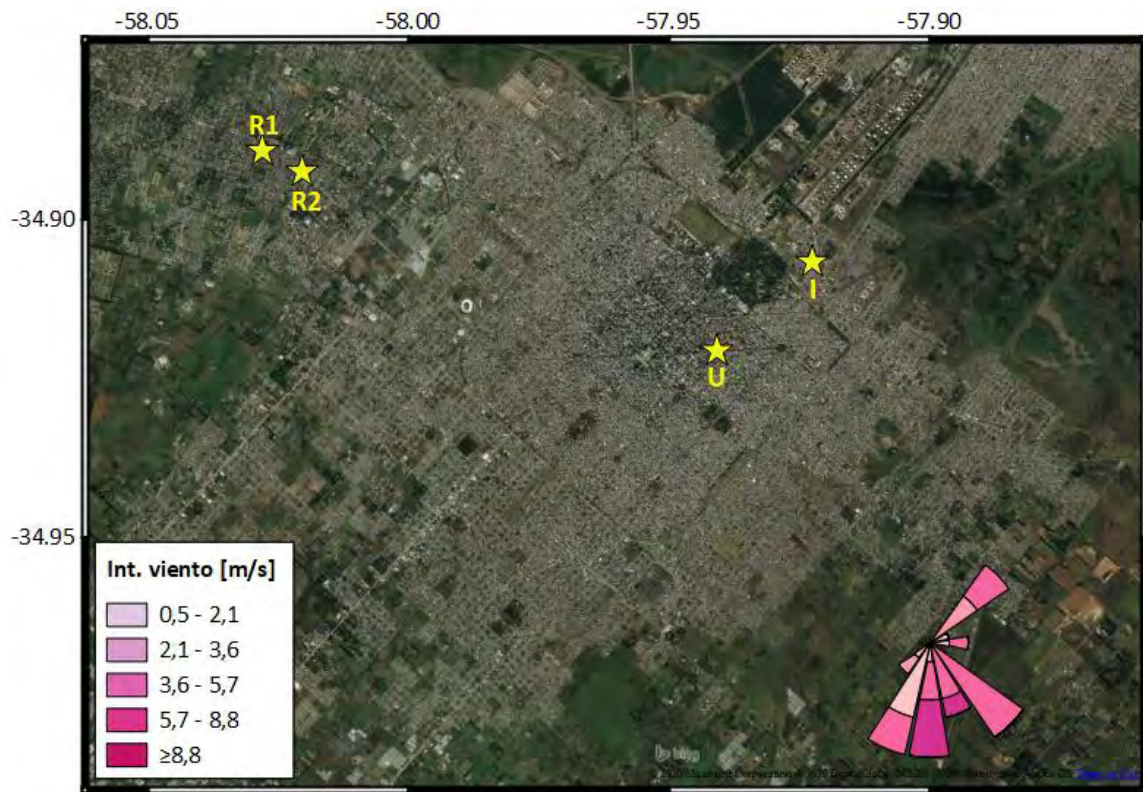 -58.05 -58.00 -57.95 -57.90
R1
R2
-34.90
I
U
-34.95
Int. viento [m/s]
0,5 - 2,1
2,1 - 3,6
3,6 - 5,7
5,7 - 8,8
≥8,8